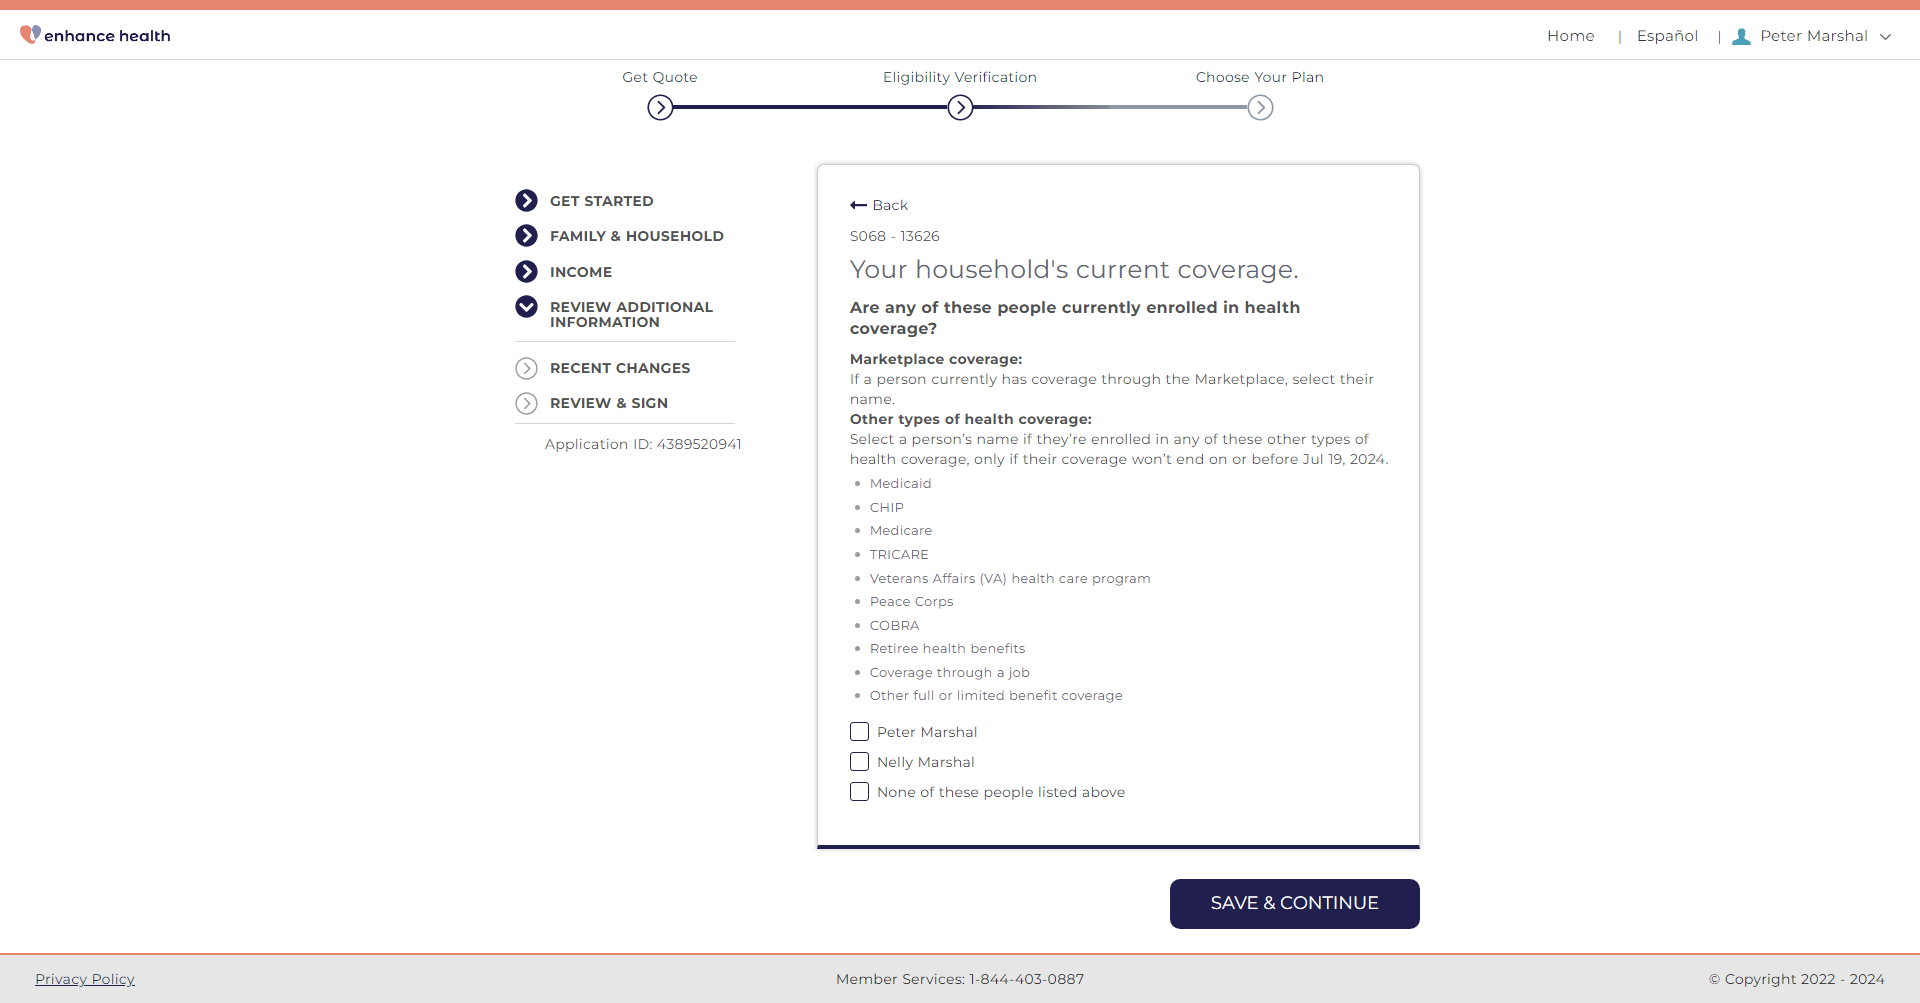 enhance health
Home | Español | Peter Marshal
Get Quote
Eligibility Verification
Choose Your Plan
GET STARTED
FAMILY & HOUSEHOLD
INCOME
REVIEW ADDITIONAL
INFORMATION
RECENT CHANGES
REVIEW & SIGN
Application ID: 4389520941
Back
S068 - 13626
Your household's current coverage.
Are any of these people currently enrolled in health
coverage?
Marketplace coverage:
If a person currently has coverage through the Marketplace, select their
name.
Other types of health coverage:
Select a person’s name if they’re enrolled in any of these other types of
health coverage, only if their coverage won’t end on or before Jul 19, 2024.
Medicaid
CHIP
Medicare
TRICARE
Veterans Affairs (VA) health care program
Peace Corps
COBRA
Retiree health benefits
Coverage through a job
Other full or limited benefit coverage
Peter Marshal
Nelly Marshal
None of these people listed above
SAVE & CONTINUE
Privacy Policy
Member Services: 1-844-403-0887
© Copyright 2022 - 2024